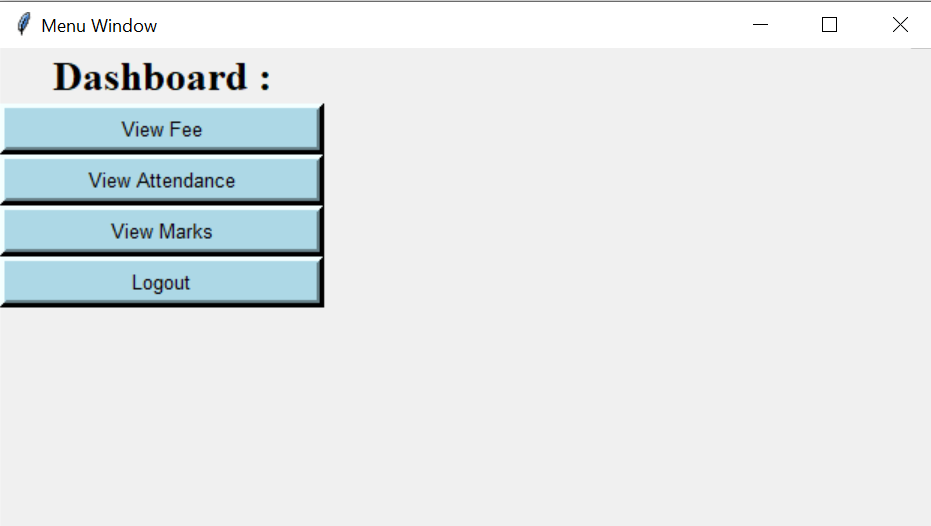 Menu Window
Dashboard :
View Fee
View Attendance
View Marks
Logout